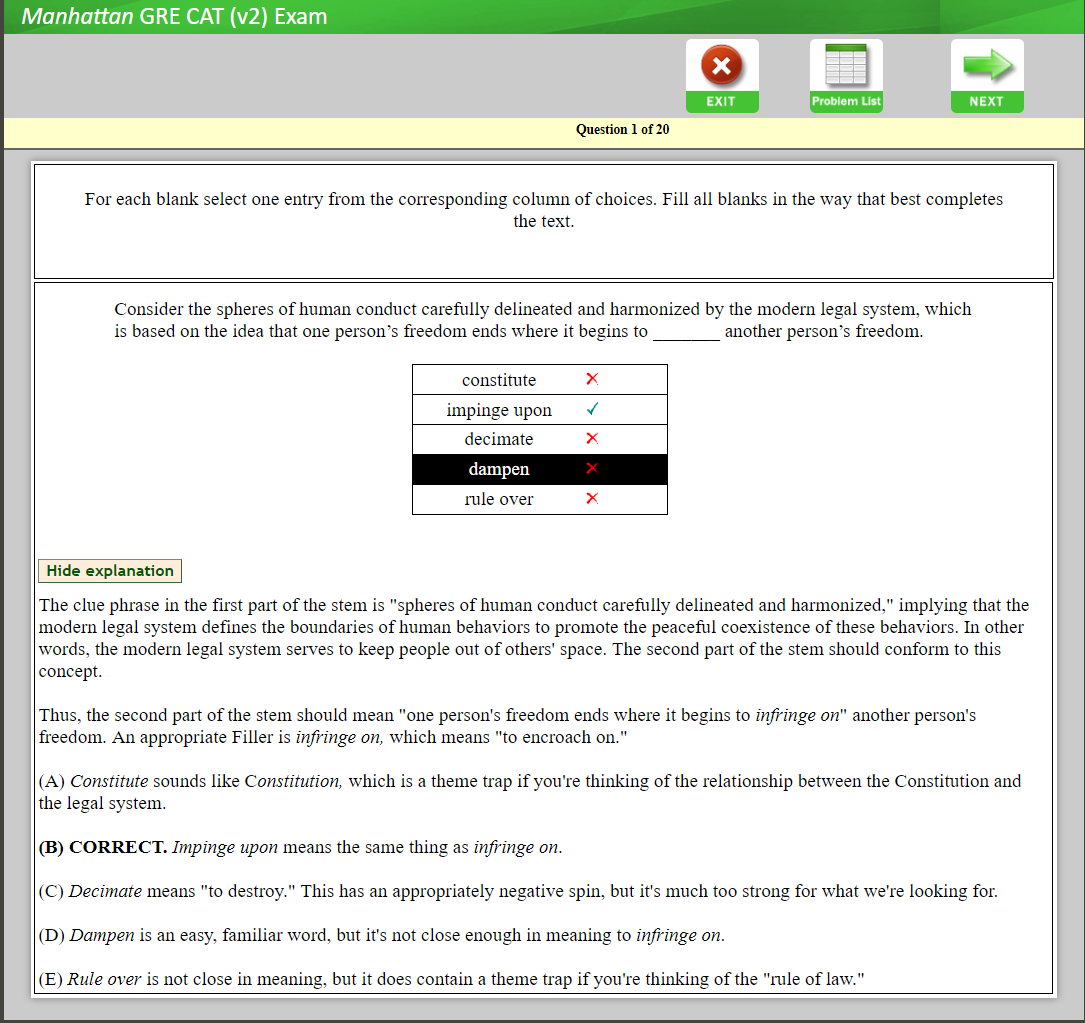 Manhattan GRE CAT (v2) Exam
EXIT
Problem List
NEXT
Question 1 of 20
For each blank select one entry from the corresponding column of choices. Fill all blanks in the way that best completes
the text.
Consider the spheres of human conduct carefully delineated and harmonized by the modern legal system, which
is based on the idea that one person’s freedom ends where it begins to _______ another person’s freedom.
constitute
impinge upon
decimate
dampen
rule over
Hide explanation
The clue phrase in the first part of the stem is "spheres of human conduct carefully delineated and harmonized," implying that the
modern legal system defines the boundaries of human behaviors to promote the peaceful coexistence of these behaviors. In other
words, the modern legal system serves to keep people out of others' space. The second part of the stem should conform to this
concept.
Thus, the second part of the stem should mean "one person's freedom ends where it begins to infringe on" another person's
freedom. An appropriate Filler is infringe on, which means "to encroach on."
(A) Constitute sounds like Constitution, which is a theme trap if you're thinking of the relationship between the Constitution and
the legal system.
(B) CORRECT. Impinge upon means the same thing as infringe on.
(C) Decimate means "to destroy." This has an appropriately negative spin, but it's much too strong for what we're looking for.
(D) Dampen is an easy, familiar word, but it's not close enough in meaning to infringe on.
(E) Rule over is not close in meaning, but it does contain a theme trap if you're thinking of the "rule of law."